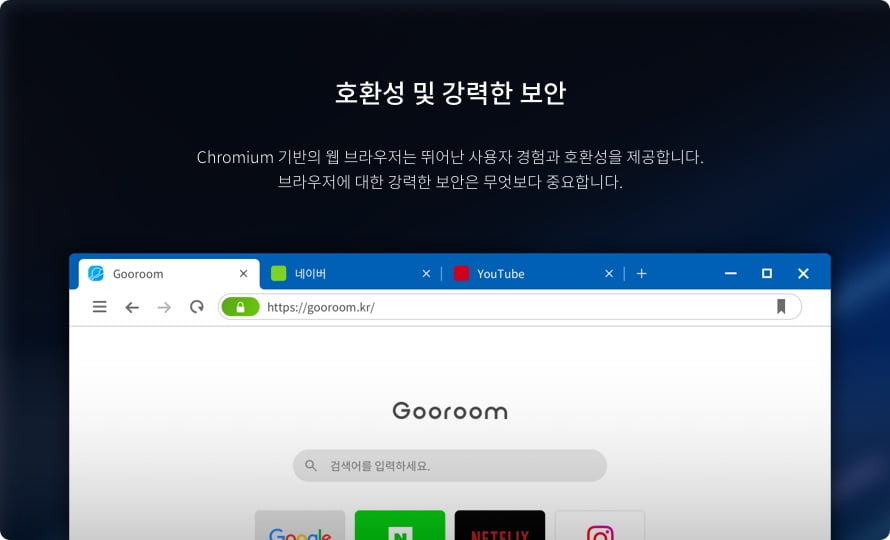 호환성 및 강력한 보안
Chromium 기반의 웹 브라우저는 뛰어난 사용자 경험과 호환성을 제공합니다.
브라우저에 대한 강력한 보안은 무엇보다 중요합니다.
Gooroom 네이버 YouTube
https://gooroom.kr/
Gooroom
검색어를 입력하세요.
Google N NETFLIX